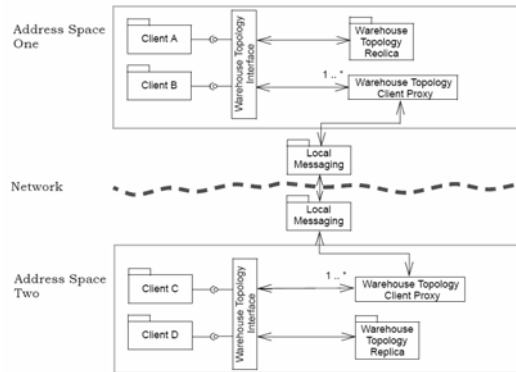 Address Space
One
Client A
Client B
Warehouse Topology
Interface
Warehouse
Topology
Reolica
1 .. *
Warehouse Topology
Client Proxy
Local
Messaging
Network
Local
Messaging
Address Space
Two
Client C
Client D
Warehouse Topology
Interface
1 .. *
Warehouse Topology
Client Proxy
Warehouse
Topology
Replica